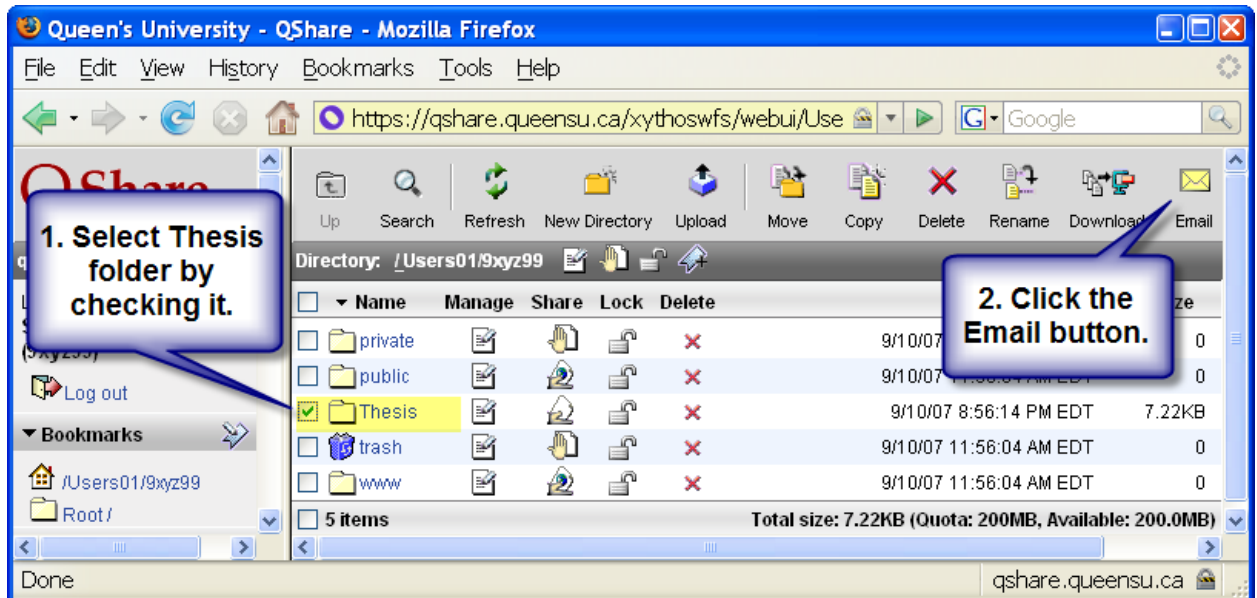 Queen's University - QShare - Mozilla Firefox
File Edit View History Bookmarks Tools Help
https://qshare.queensu.ca/xythoswfs/webui/Use
G Google
QShare
Up Search Refresh New Directory Upload Move Copy Delete Rename Download Email
1. Select Thesis
folder by
checking it.
2. Click the
Email button.
Directory: /Users01/9xyz99
Name Manage Share Lock Delete
private 9/10/07 0
public 9/10/07 0
Thesis 9/10/07 8:56:14 PM EDT 7.22KB
trash 9/10/07 11:56:04 AM EDT 0
www 9/10/07 11:56:04 AM EDT 0
5 items Total size: 7.22KB (Quota: 200MB, Available: 200.0MB)
(9xyz99)
Log out
Bookmarks
/Users01/9xyz99
Root /
Done qshare.queensu.ca